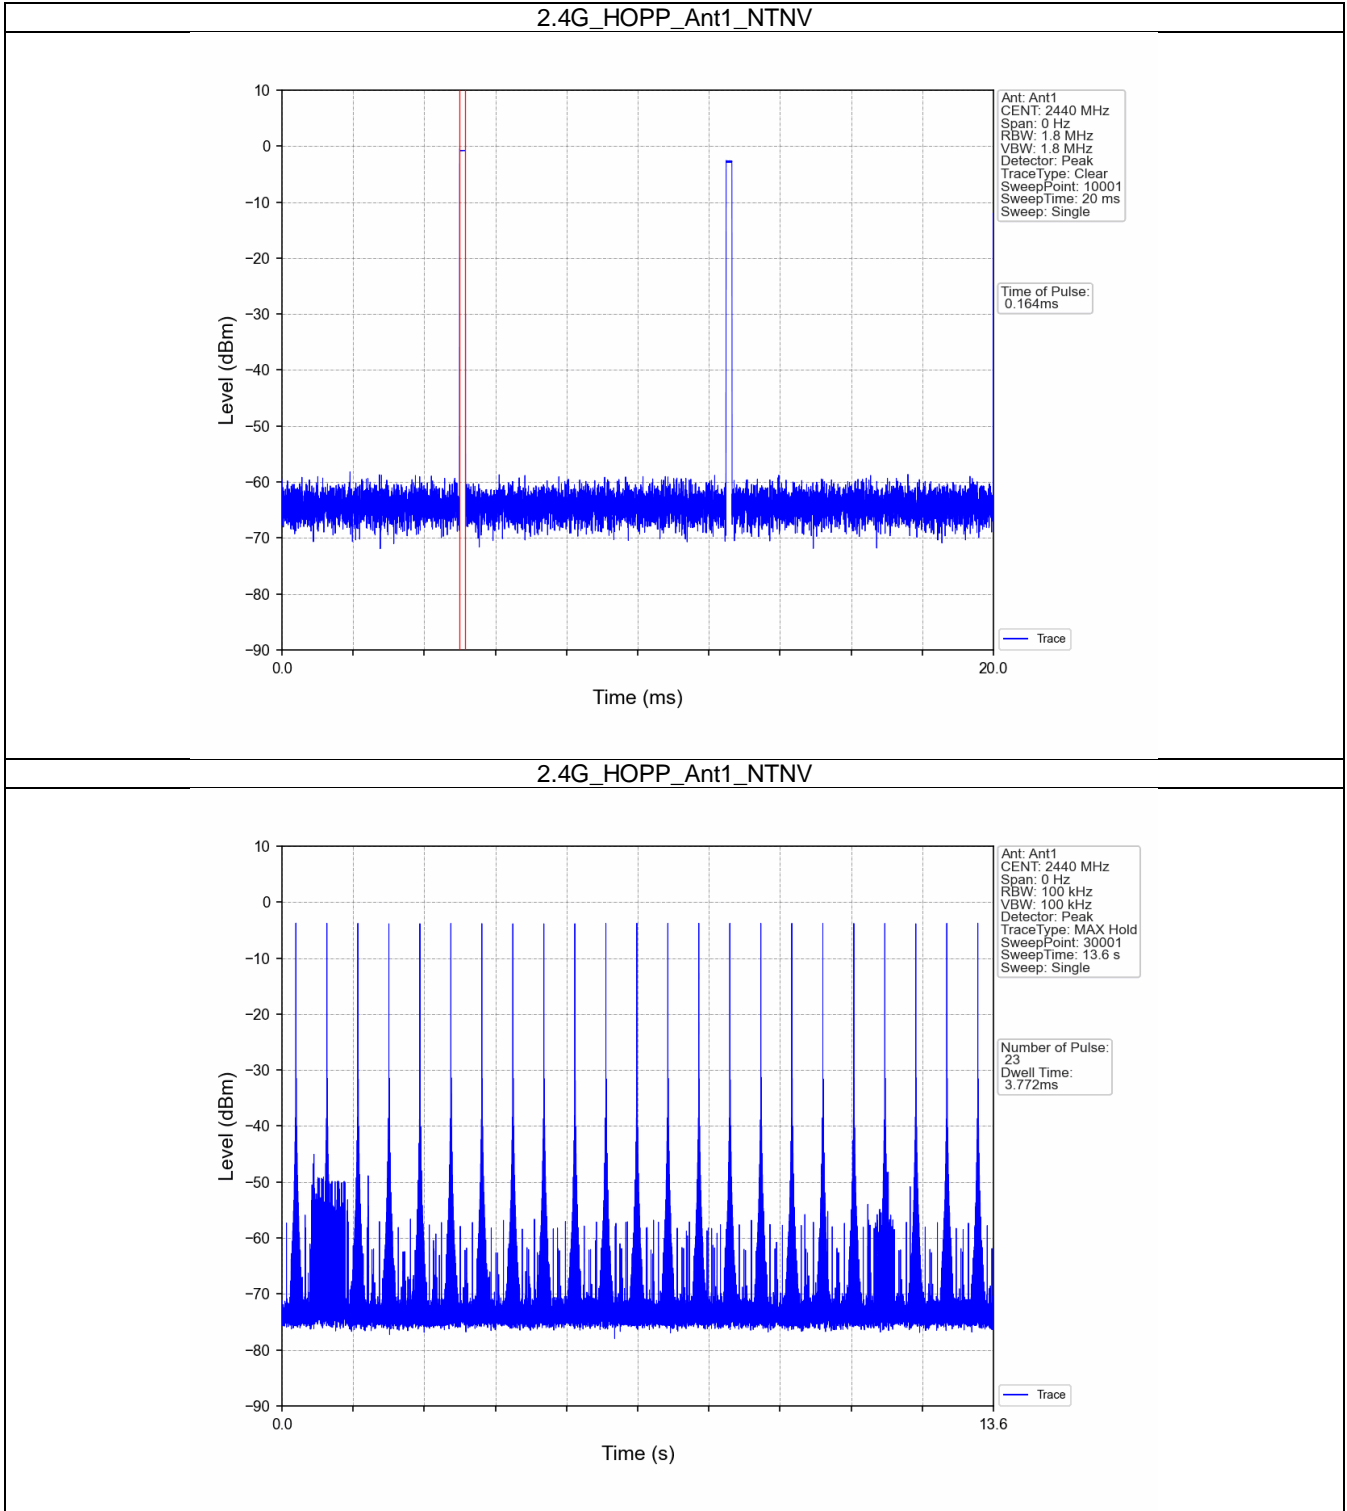 2.4G_HOPP_Ant1_NTNV
10
0
−10
−20
−30
−40
−50
−60
−70
−80
−90
Level (dBm)
0.0
20.0
Time (ms)
Ant: Ant1
CENT: 2440 MHz
Span: 0 Hz
RBW: 1.8 MHz
VBW: 1.8 MHz
Detector: Peak
TraceType: Clear
SweepPoint: 10001
SweepTime: 20 ms
Sweep: Single
Time of Pulse:
0.164ms
Trace
2.4G_HOPP_Ant1_NTNV
10
0
−10
−20
−30
−40
−50
−60
−70
−80
−90
Level (dBm)
0.0
13.6
Time (s)
Ant: Ant1
CENT: 2440 MHz
Span: 0 Hz
RBW: 100 kHz
VBW: 100 kHz
Detector: Peak
TraceType: MAX Hold
SweepPoint: 30001
SweepTime: 13.6 s
Sweep: Single
Number of Pulse:
23
Dwell Time:
3.772ms
Trace